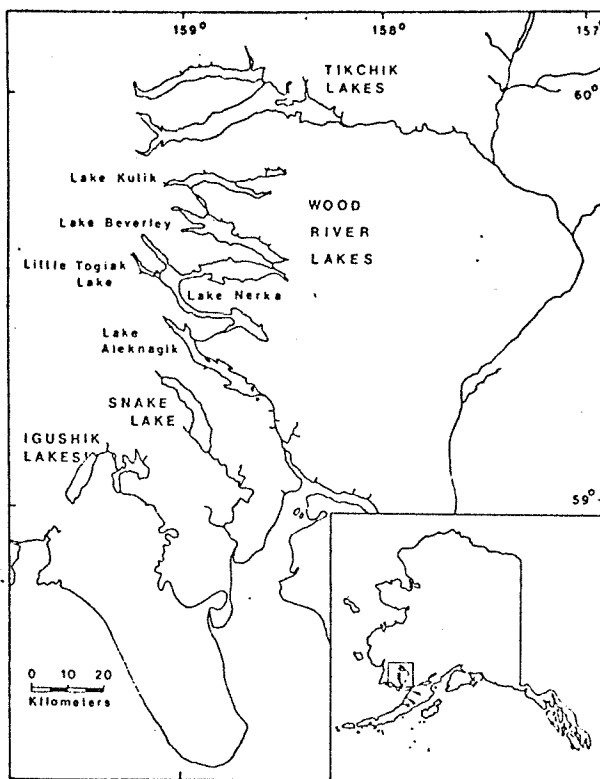 159°
158°
157
TIKCHIK
LAKES
60°
Lake Kulik
WOOD
RIVER
LAKES
Lake Beverley
Little Togiak
Lake
Lake Nerka
Lake
Aleknagik
SNAKE
LAKE
IGUSHIK
LAKES
59°
0 10 20
Kilometers